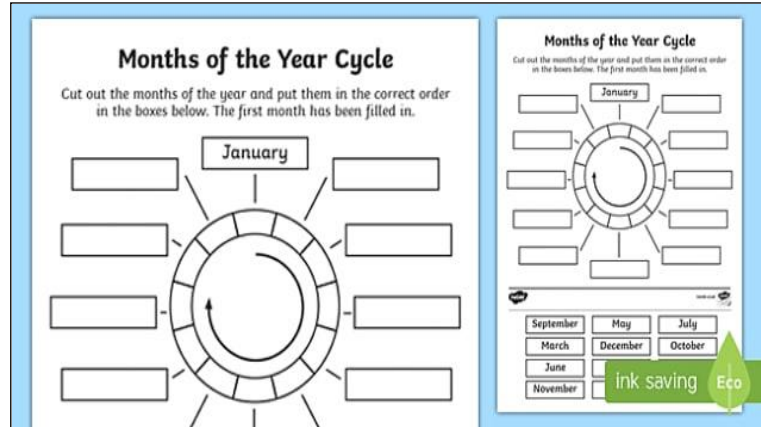 Months of the Year Cycle
Cut out the months of the year and put them in the correct order
in the boxes below. The first month has been filled in.
January
Months of the Year Cycle
Cut out the months of the year and put them in the correct order
in the boxes below. The first month has been filled in.
January
September May July
March December October
June
November
ink saving Eco